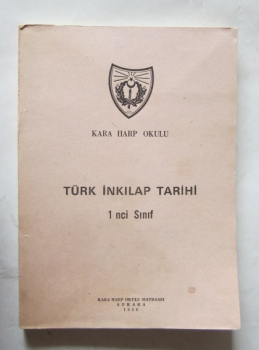 KARA HARP OKULU
TÜRK İNKILAP TARİHİ
1 nci Sınıf
KARA HARP OKULU MATBAASI
ANKARA